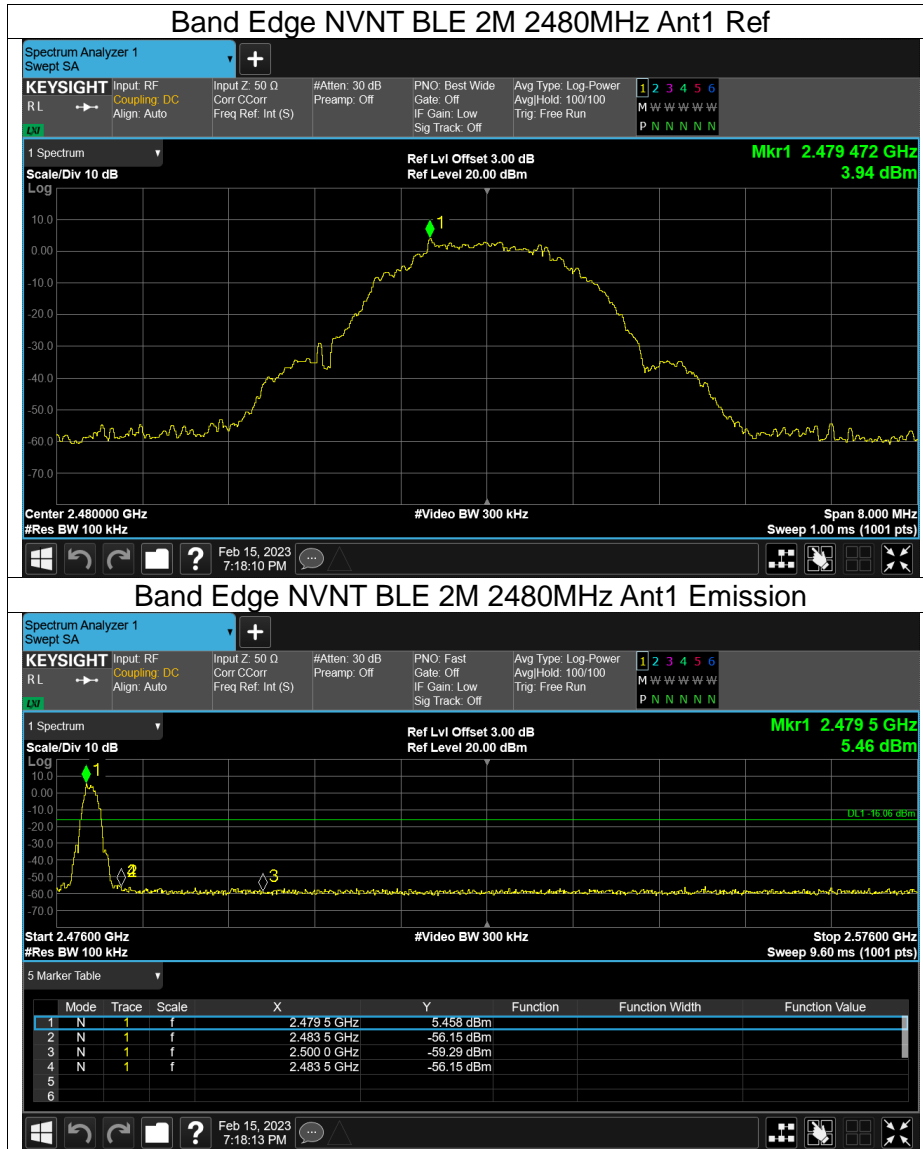 Band Edge NVNT BLE 2M 2480MHz Ant1 Ref
Spectrum Analyzer 1
Swept SA
KEYSIGHT Input: RF Input Z: 50 Ω #Atten: 30 dB PNO: Best Wide Avg Type: Log-Power 1 2 3 4 5 6
R L Coupling: DC Corr CCorr Preamp: Off Gate: Off Avg|Hold: 100/100 M W W W W W
Align: Auto Freq Ref: Int (S) IF Gain: Low Trig: Free Run
LXI Sig Track: Off P N N N N N
1 Spectrum Ref Lvl Offset 3.00 dB Mkr1 2.479 472 GHz
Scale/Div 10 dB Ref Level 20.00 dBm 3.94 dBm
Log
10.0
1
0.00
-10.0
-20.0
-30.0
-40.0
-50.0
-60.0
-70.0
Center 2.480000 GHz #Video BW 300 kHz Span 8.000 MHz
#Res BW 100 kHz Sweep 1.00 ms (1001 pts)
? Feb 15, 2023
7:18:10 PM
Band Edge NVNT BLE 2M 2480MHz Ant1 Emission
Spectrum Analyzer 1
Swept SA
KEYSIGHT Input: RF Input Z: 50 Ω #Atten: 30 dB PNO: Fast Avg Type: Log-Power 1 2 3 4 5 6
R L Coupling: DC Corr CCorr Preamp: Off Gate: Off Avg|Hold: 100/100 M W W W W W
Align: Auto Freq Ref: Int (S) IF Gain: Low Trig: Free Run
LXI Sig Track: Off P N N N N N
1 Spectrum Ref Lvl Offset 3.00 dB Mkr1 2.479 5 GHz
Scale/Div 10 dB Ref Level 20.00 dBm 5.46 dBm
Log
1
10.0
0.00
-10.0 DL1 -16.06 dBm
-20.0
-30.0
-40.0
-50.0 2 4 3
-60.0
-70.0
Start 2.47600 GHz #Video BW 300 kHz Stop 2.57600 GHz
#Res BW 100 kHz Sweep 9.60 ms (1001 pts)
5 Marker Table
Mode Trace Scale X Y Function Function Width Function Value
1 N 1 f 2.479 5 GHz 5.458 dBm
2 N 1 f 2.483 5 GHz -56.15 dBm
3 N 1 f 2.500 0 GHz -59.29 dBm
4 N 1 f 2.483 5 GHz -56.15 dBm
5
6
? Feb 15, 2023
7:18:13 PM